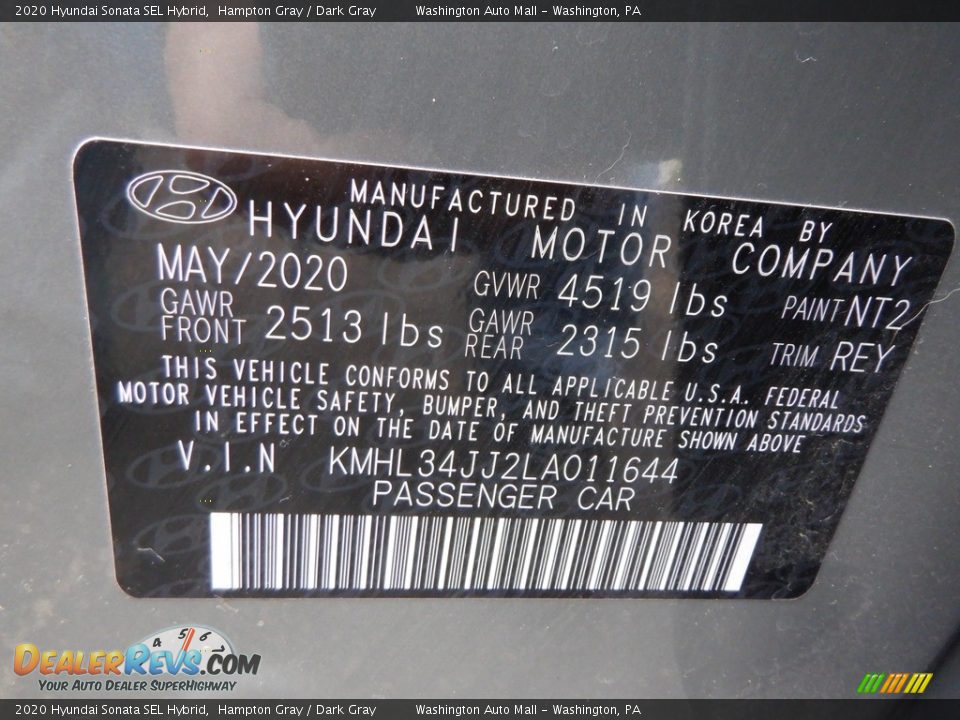 2020 Hyundai Sonata SEL Hybrid, Hampton Gray / Dark Gray Washington Auto Mall - Washington, PA
MANUFACTURED IN KOREA BY
HYUNDAI MOTOR COMPANY
MAY/2020 GVWR 4519 lbs PAINT NT2
GAWR FRONT 2513 lbs GAWR REAR 2315 lbs TRIM REY
THIS VEHICLE CONFORMS TO ALL APPLICABLE U.S.A. FEDERAL
MOTOR VEHICLE SAFETY, BUMPER, AND THEFT PREVENTION STANDARDS
IN EFFECT ON THE DATE OF MANUFACTURE SHOWN ABOVE
V.I.N KMHL34JJ2LA011644
PASSENGER CAR
4 5 6
DEALERREVS.COM
YOUR AUTO DEALER SUPERHIGHWAY
2020 Hyundai Sonata SEL Hybrid, Hampton Gray / Dark Gray Washington Auto Mall - Washington, PA